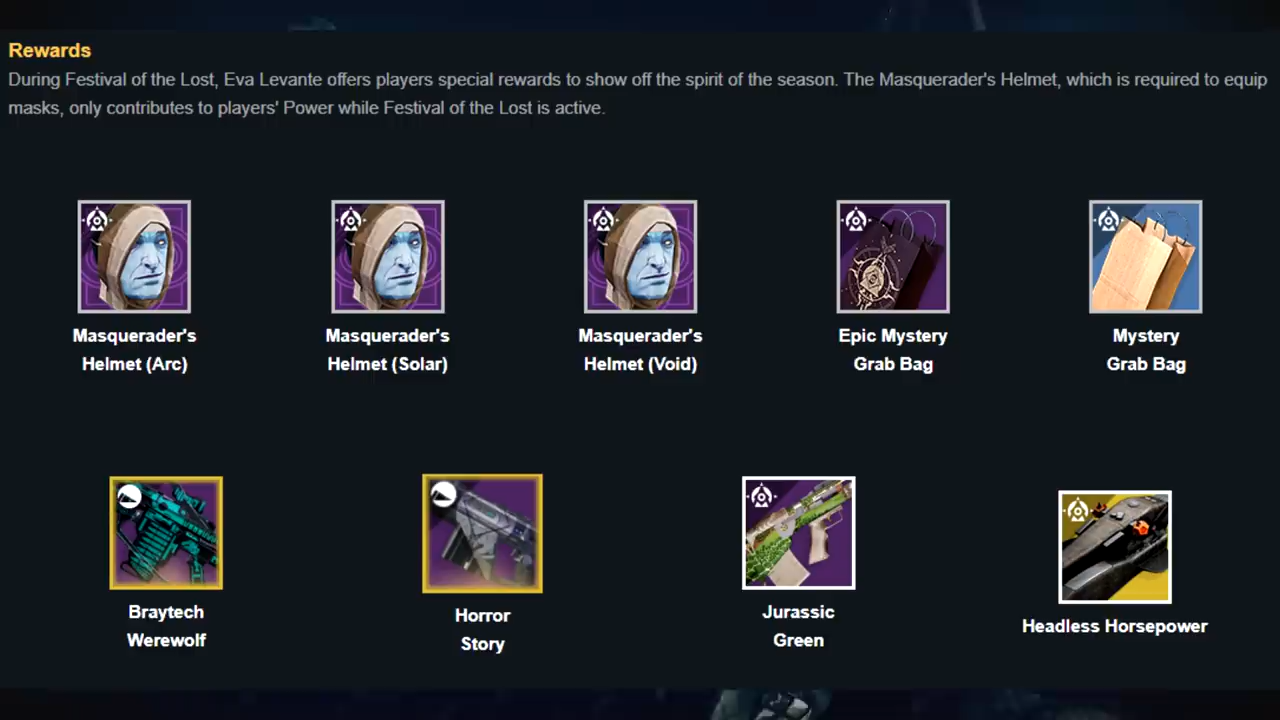 Rewards
During Festival of the Lost, Eva Levante offers players special rewards to show off the spirit of the season. The Masquerader's Helmet, which is required to equip
masks, only contributes to players' Power while Festival of the Lost is active.
Masquerader's
Helmet (Arc)
Masquerader's
Helmet (Solar)
Masquerader's
Helmet (Void)
Epic Mystery
Grab Bag
Mystery
Grab Bag
Braytech
Werewolf
Horror
Story
Jurassic
Green
Headless Horsepower